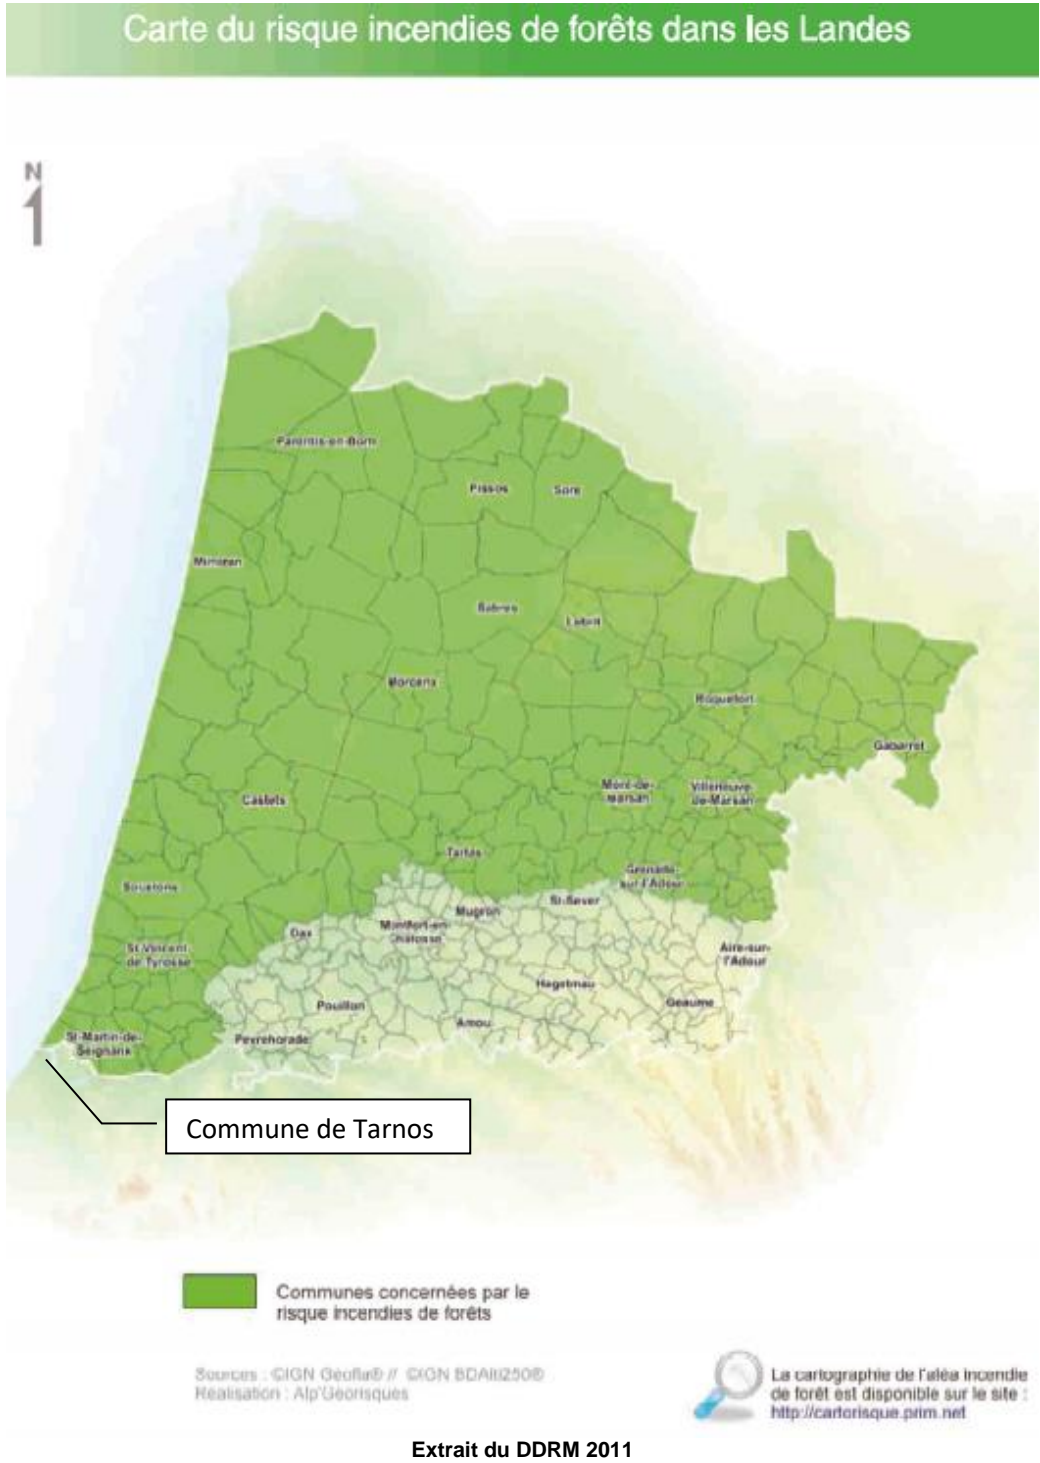 Carte du risque incendies de forêts dans les Landes
N
Parentis-en-Born
Pissos
Sore
Mimizan
Sabres
Labrit
Morcenx
Roquefort
Gabarret
Castets
Mont-de-
Marsan
Villeneuve-
de-Marsan
Tartas
Soustons
Grenade-
sur-l'Adour
St-Sever
Mugron
Montfort-en-
Chalosse
Dax
St-Vincent-
de-Tyrosse
Aire-sur-
l'Adour
Hagetmau
Geaune
Pouillon
Amou
St-Martin-de-
Seignanx
Peyrehorade
Commune de Tarnos
Communes concernées par le
risque incendies de forêts
Sources : ©IGN Géofla® // ©IGN BDAlti250®
Réalisation : Alp'Géorisques
La cartographie de l'aléa incendie
de forêt est disponible sur le site :
http://cartorisque.prim.net
Extrait du DDRM 2011